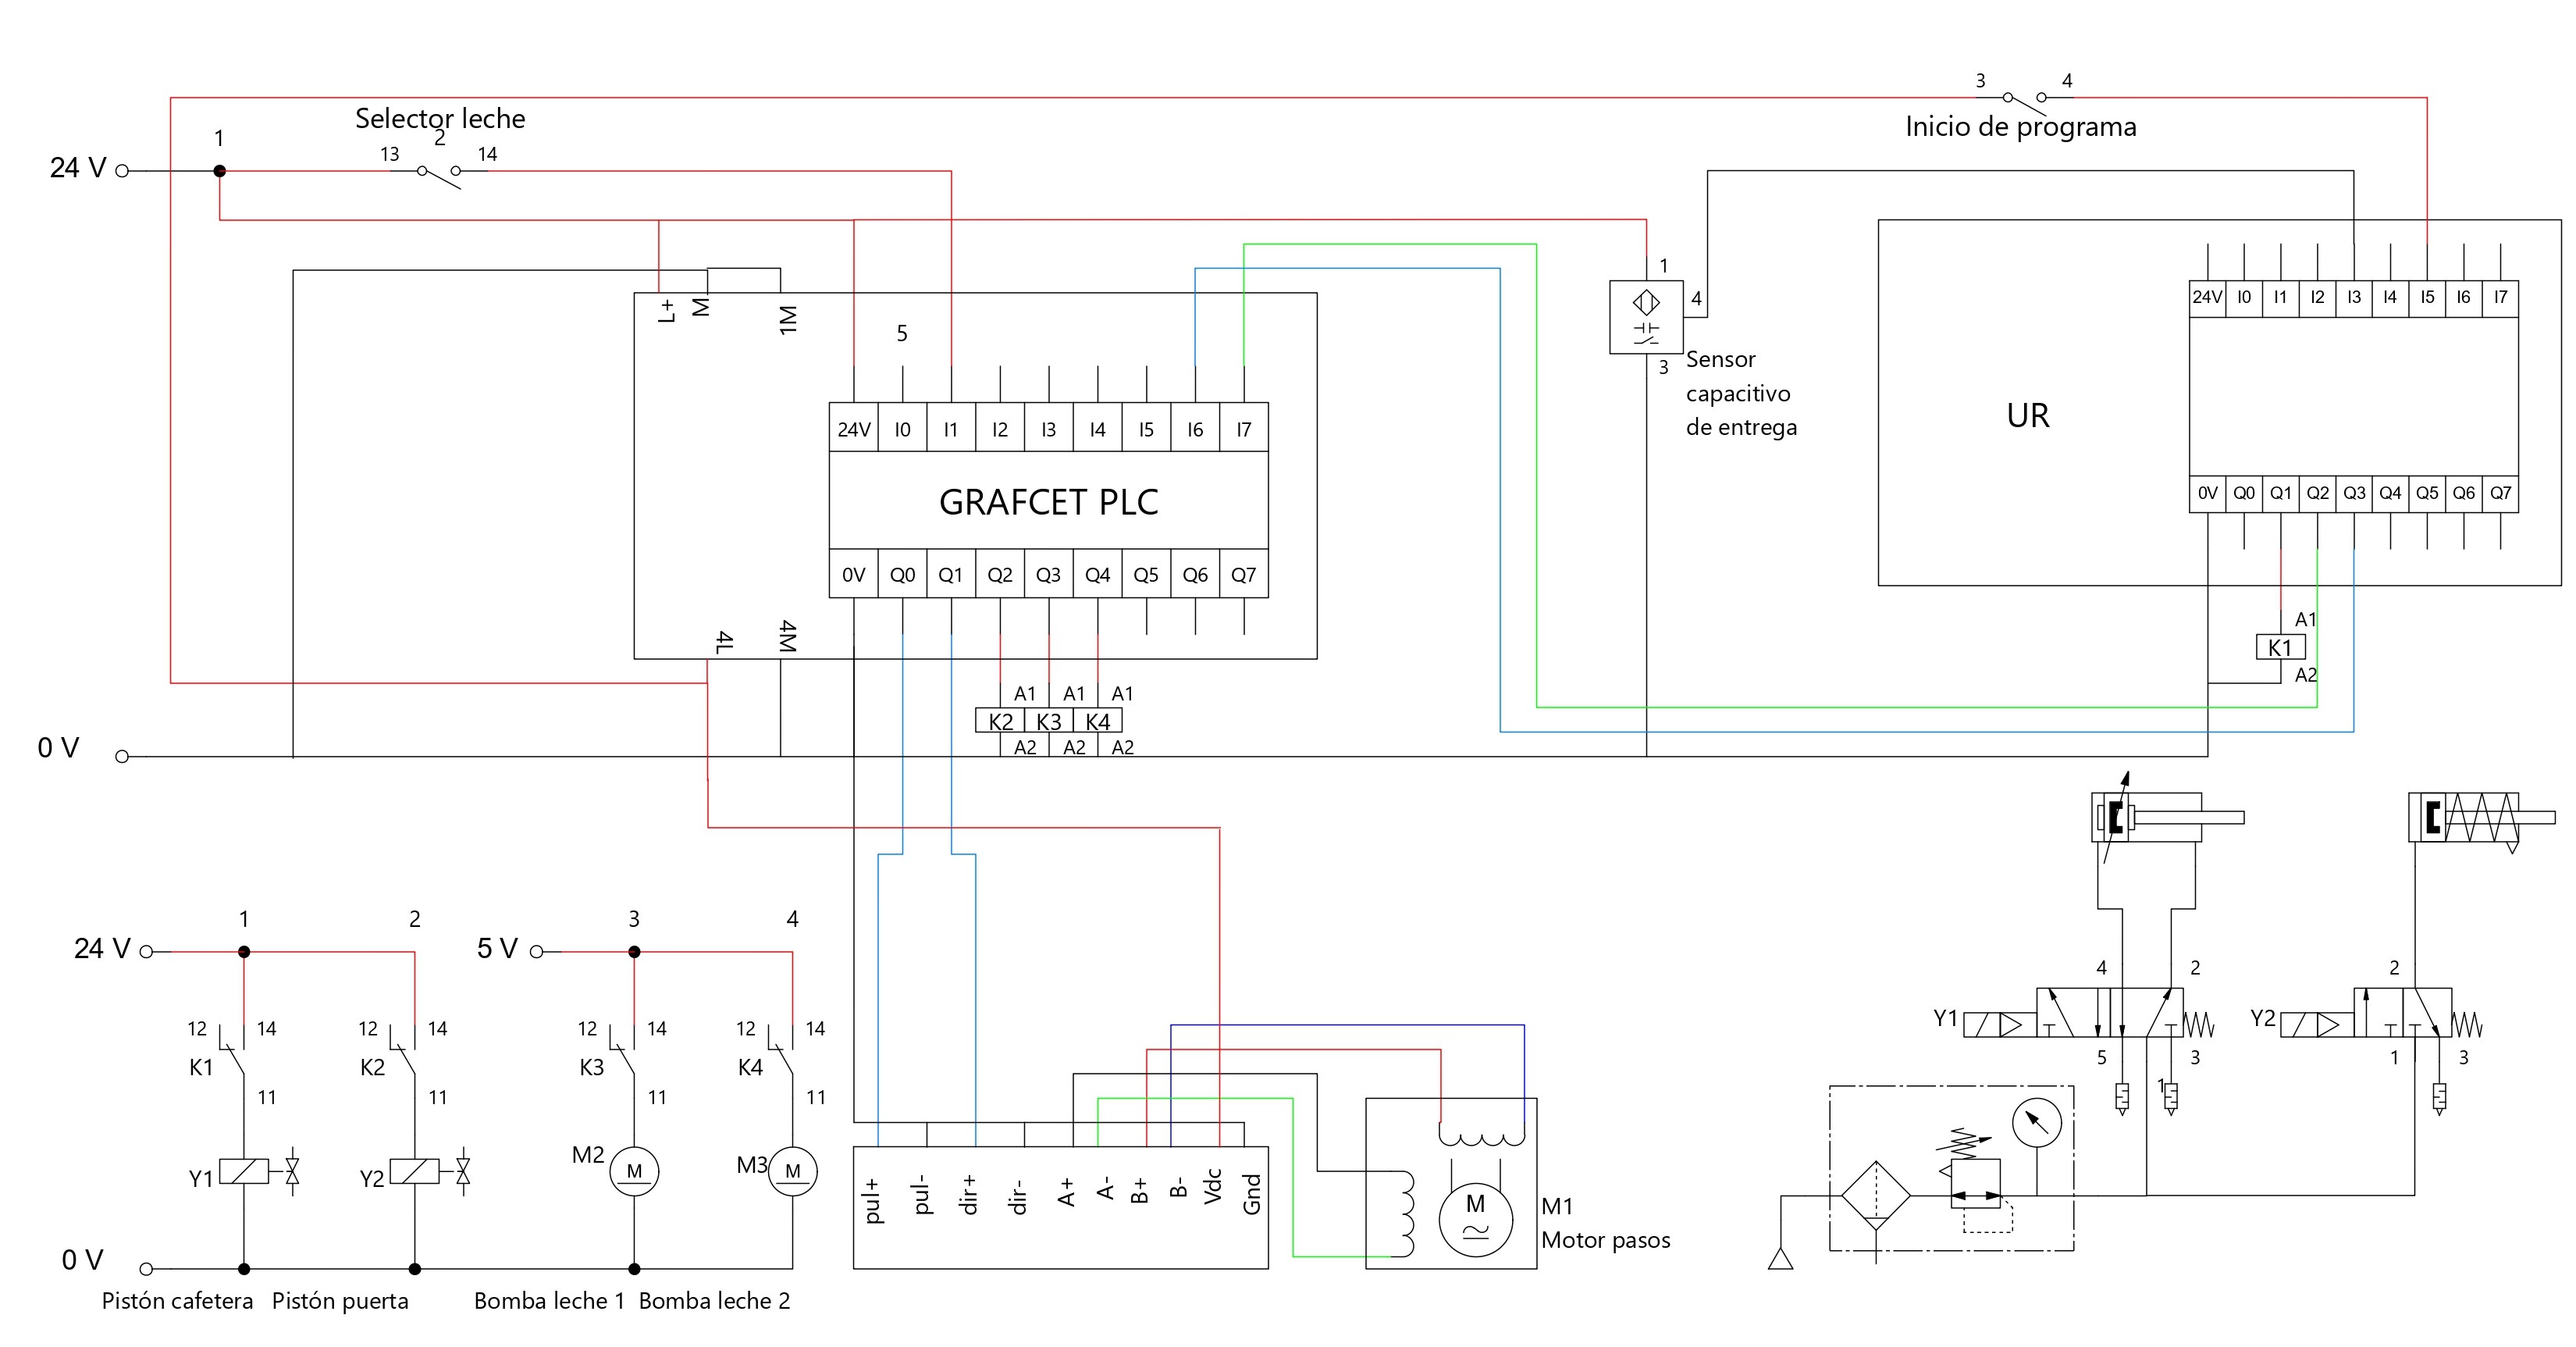 3 4
Inicio de programa
Selector leche
1
2
24 V
13 14
1
4
3
Sensor
capacitivo
de entrega
L+
M
1M
5
24V I0 I1 I2 I3 I4 I5 I6 I7
GRAFCET PLC
0V Q0 Q1 Q2 Q3 Q4 Q5 Q6 Q7
4L
4M
A1 A1 A1
K2 K3 K4
A2 A2 A2
24V I0 I1 I2 I3 I4 I5 I6 I7
UR
0V Q0 Q1 Q2 Q3 Q4 Q5 Q6 Q7
A1
K1
A2
0 V
1 2 3 4
24 V
5 V
12 14 12 14 12 14 12 14
K1 K2 K3 K4
11 11 11 11
Y1 Y2 M2 M M3 M
0 V
Pistón cafetera Pistón puerta Bomba leche 1 Bomba leche 2
pul+
pul-
dir+
dir-
A+
A-
B+
B-
Vdc
Gnd
M
M1
Motor pasos
4 2
Y1
5 3
1
2
Y2
1 3